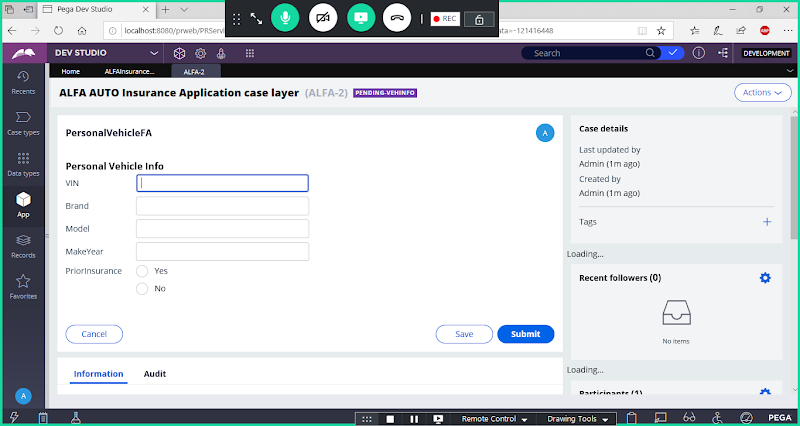 Pega Dev Studio
localhost:8080/prweb/PRServ
ata=-121416448
REC
ABP
DEV STUDIO
Search
DEVELOPMENT
Home
ALFAInsurance...
ALFA-2
Recents
Case types
Data types
App
Records
Favorites
A
ALFA AUTO Insurance Application case layer (ALFA-2) PENDING-VEHINFO
Actions
PersonalVehicleFA
A
Personal Vehicle Info
VIN
Brand
Model
MakeYear
PriorInsurance
Yes
No
Cancel
Save
Submit
Information
Audit
Case details
Last updated by
Admin (1m ago)
Created by
Admin (1m ago)
Tags
Loading...
Recent followers (0)
No items
Loading...
Participants (1)
Remote Control
Drawing Tools
PEGA